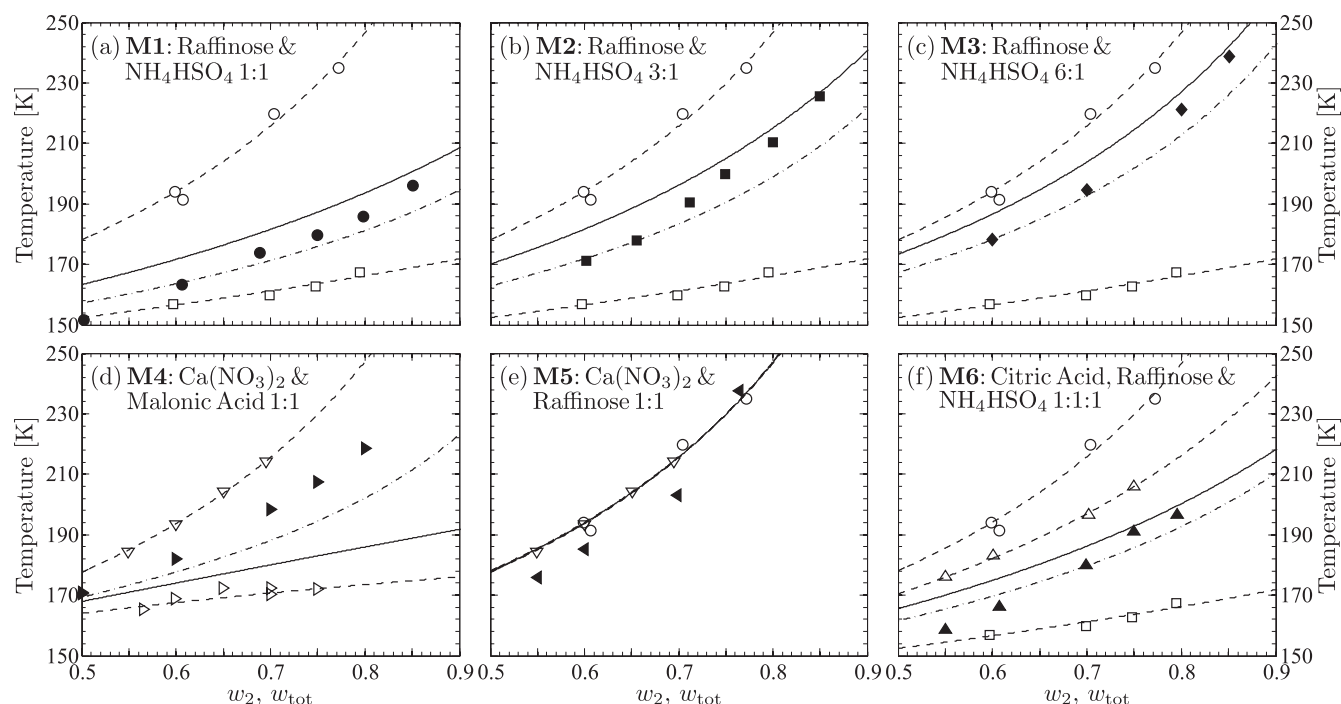 250
230
210
190
170
150
Temperature [K]
(a) M1: Raffinose &
NH4HSO4 1:1
(b) M2: Raffinose &
NH4HSO4 3:1
(c) M3: Raffinose &
NH4HSO4 6:1
250
230
210
190
170
150
Temperature [K]
250
230
210
190
170
150
Temperature [K]
(d) M4: Ca(NO3)2 &
Malonic Acid 1:1
(e) M5: Ca(NO3)2 &
Raffinose 1:1
(f) M6: Citric Acid, Raffinose &
NH4HSO4 1:1:1
250
230
210
190
170
150
Temperature [K]
0.5 0.6 0.7 0.8 0.9
0.6 0.7 0.8 0.9
0.6 0.7 0.8 0.9
w2, wtot
w2, wtot
w2, wtot